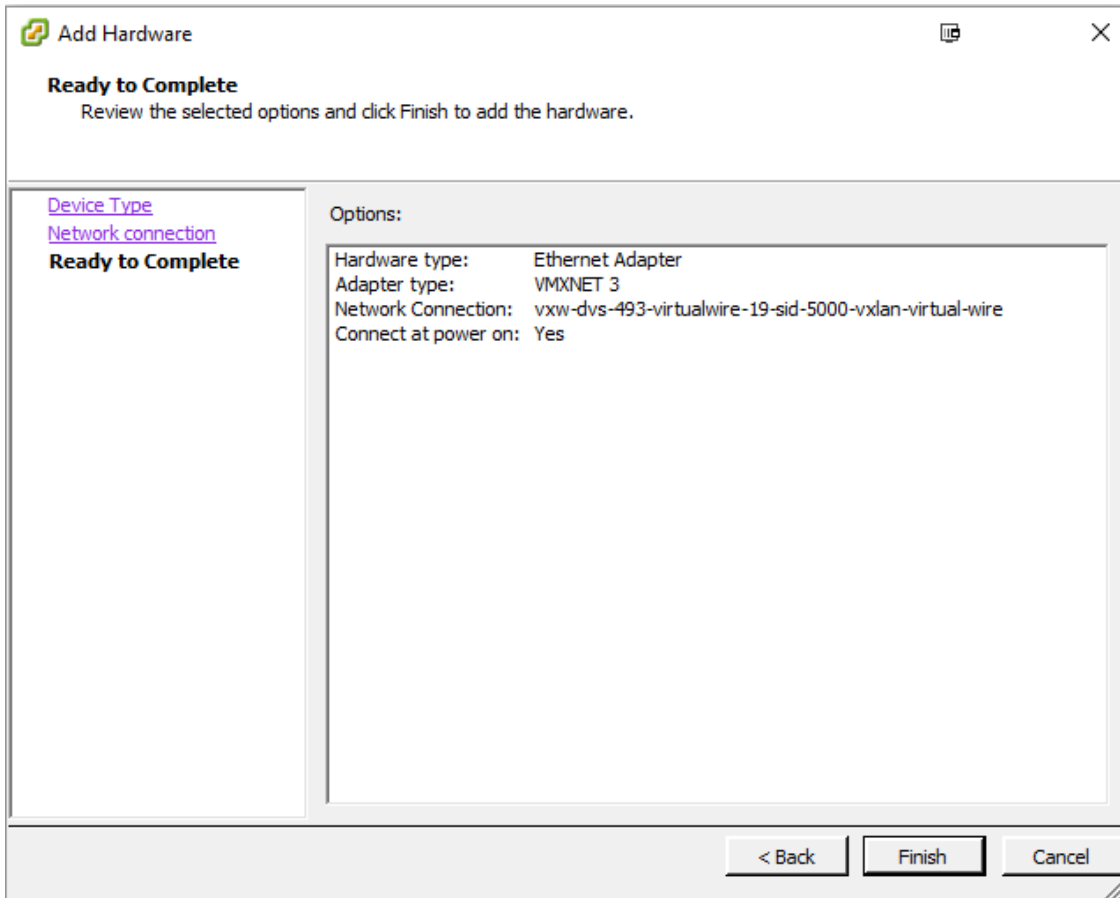 Add Hardware
Ready to Complete
Review the selected options and click Finish to add the hardware.
Device Type
Network connection
Ready to Complete
Options:
Hardware type: Ethernet Adapter
Adapter type: VMXNET 3
Network Connection: vxw-dvs-493-virtualwire-19-sid-5000-vxlan-virtual-wire
Connect at power on: Yes
< Back Finish Cancel